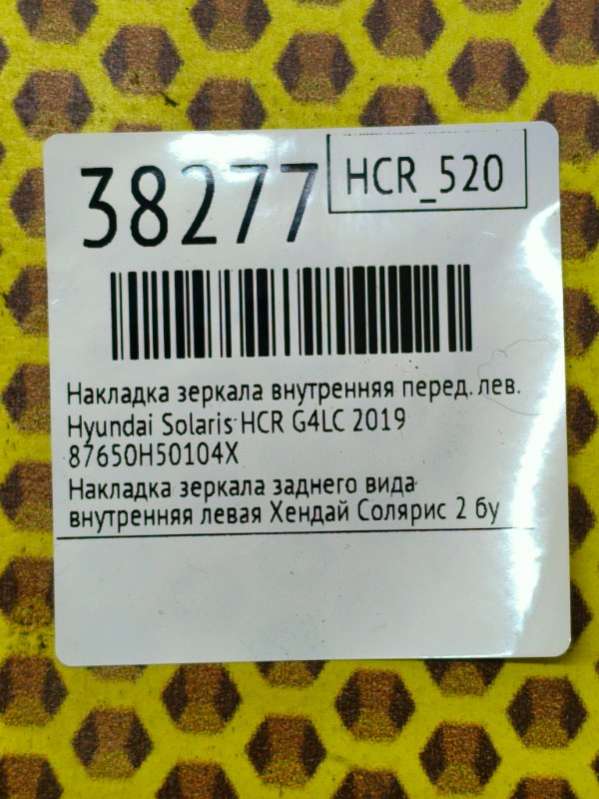 38277
HCR_520
Накладка зеркала внутренняя перед. лев.
Hyundai Solaris HCR G4LC 2019
87650H50104X
Накладка зеркала заднего вида
внутренняя левая Хендай Солярис 2 бу